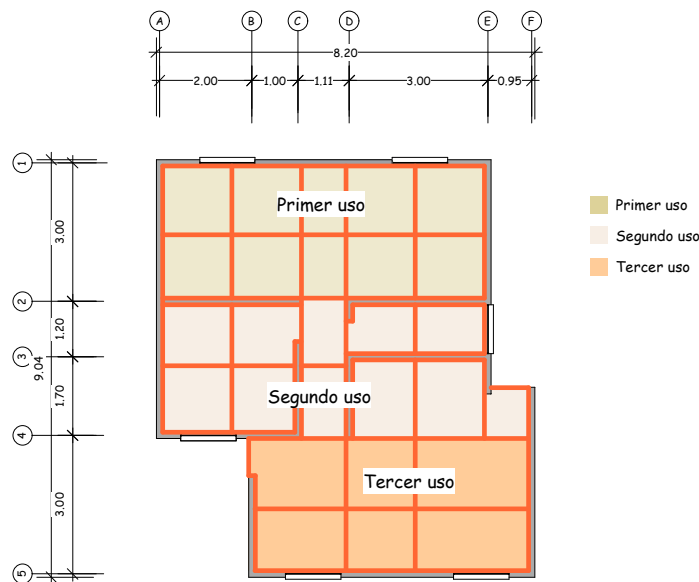 A B C D E F
8.20
2.00 1.00 1.11 3.00 0.95
1
2
3
4
5
3.00
1.20
9.04
1.70
3.00
Primer uso
Segundo uso
Tercer uso
Primer uso
Segundo uso
Tercer uso